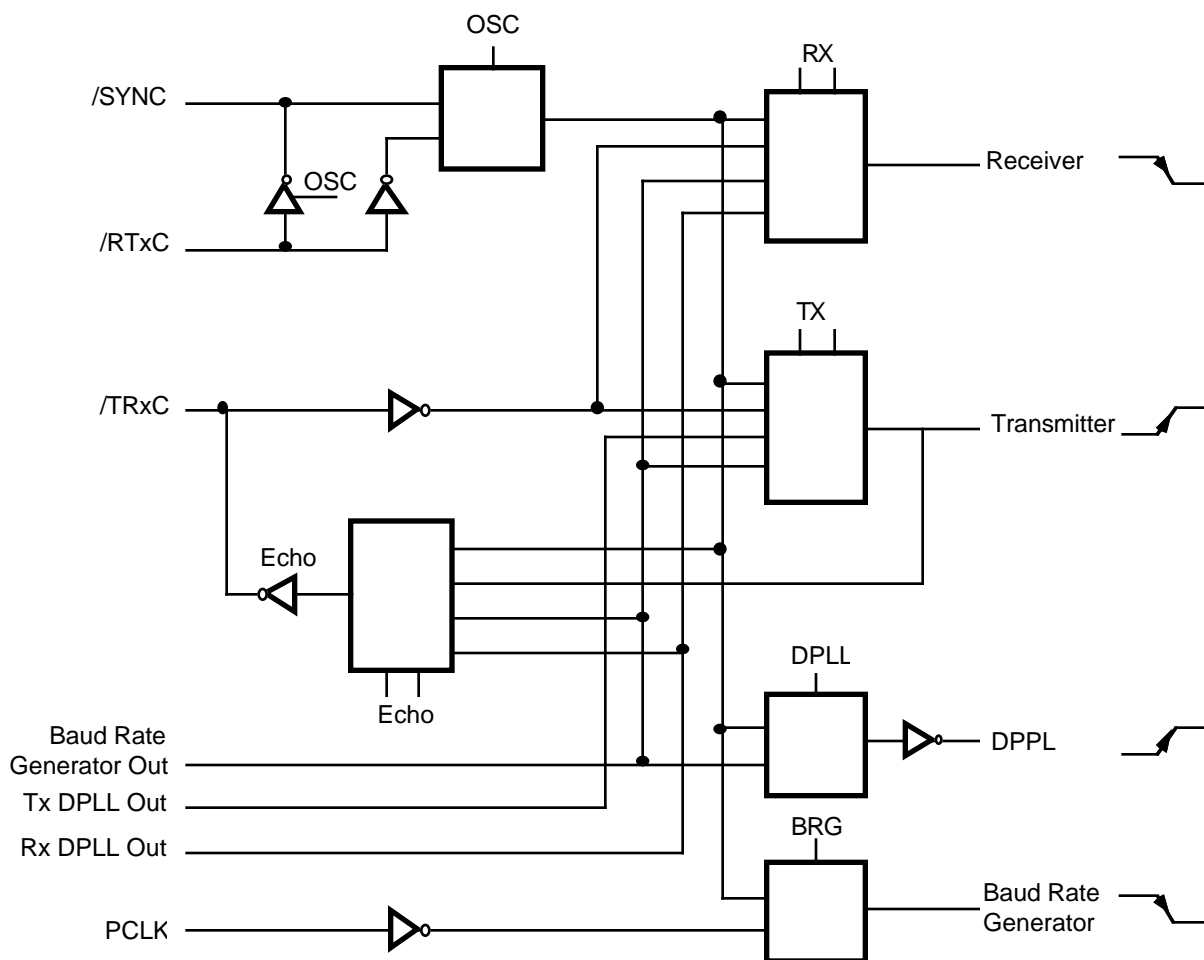 OSC
/SYNC
OSC
/RTxC
RX
Receiver
TX
/TRxC
Transmitter
Echo
Echo
DPLL
DPPL
Baud Rate
Generator Out
Tx DPLL Out
Rx DPLL Out
BRG
PCLK
Baud Rate
Generator